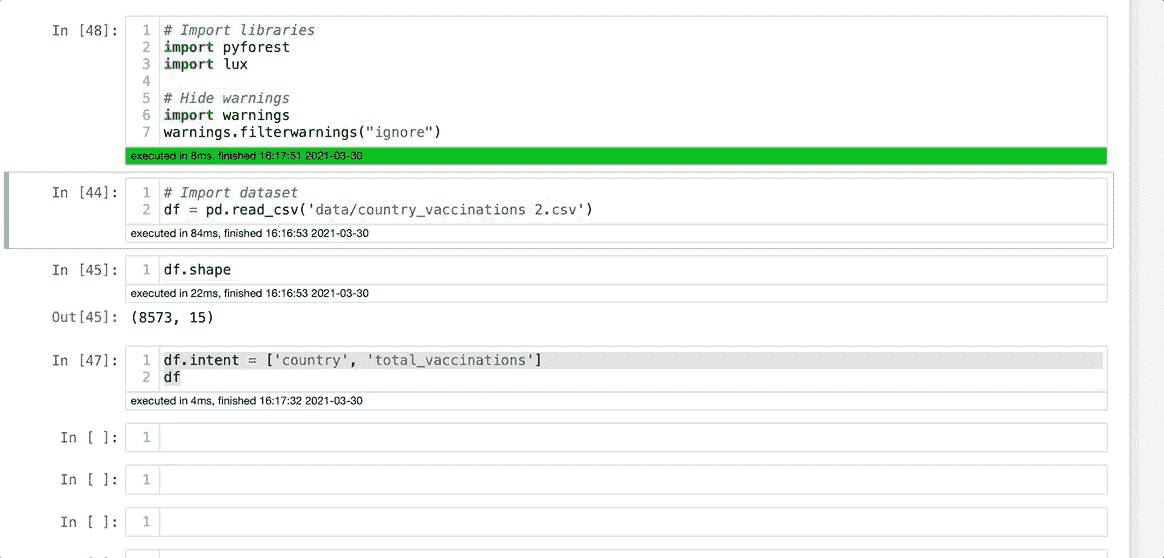 In [48]:
1 # Import libraries
2 import pyforest
3 import lux
4
5 # Hide warnings
6 import warnings
7 warnings.filterwarnings("ignore")
executed in 8ms, finished 16:17:51 2021-03-30
In [44]:
1 # Import dataset
2 df = pd.read_csv('data/country_vaccinations 2.csv')
executed in 84ms, finished 16:16:53 2021-03-30
In [45]:
1 df.shape
executed in 22ms, finished 16:16:53 2021-03-30
Out[45]: (8573, 15)
In [47]:
1 df.intent = ['country', 'total_vaccinations']
2 df
executed in 4ms, finished 16:17:32 2021-03-30
In [ ]: 1
In [ ]: 1
In [ ]: 1